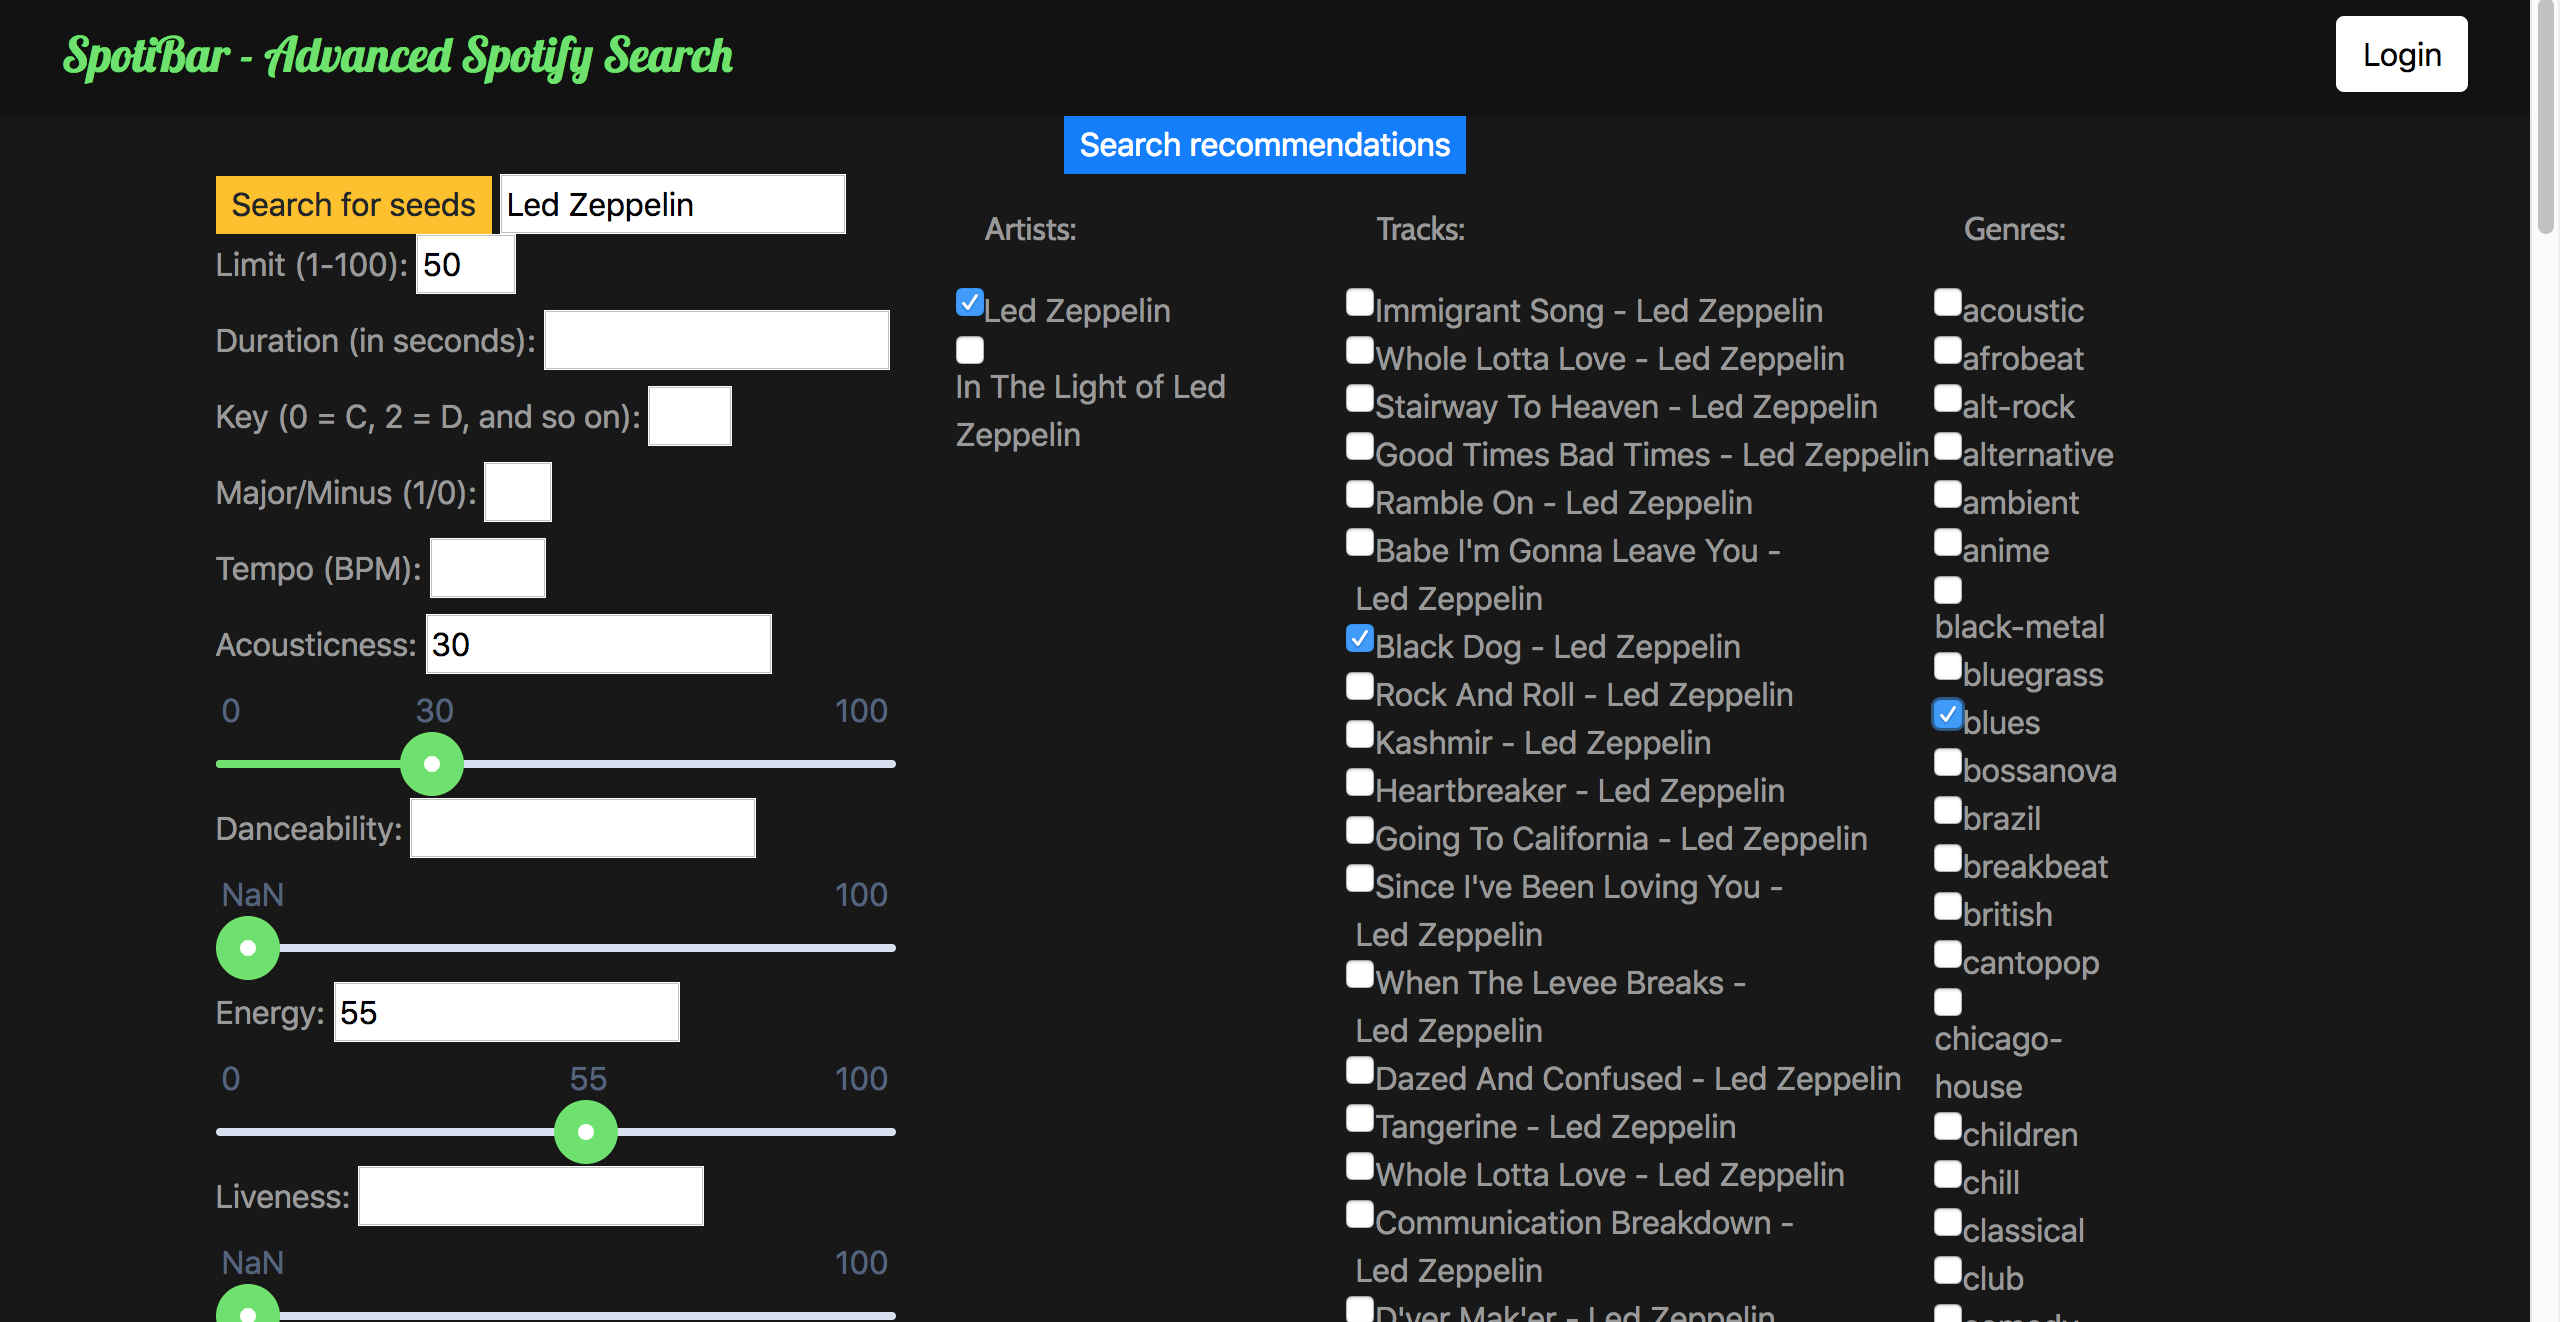 SpotiBar - Advanced Spotify Search
Login
Search recommendations
Search for seeds
Led Zeppelin
Limit (1-100):
50
Duration (in seconds):
Key (0 = C, 2 = D, and so on):
Major/Minus (1/0):
Tempo (BPM):
Acousticness:
30
0
30
100
Danceability:
NaN
100
Energy:
55
0
55
100
Liveness:
NaN
100
Artists:
Led Zeppelin
In The Light of Led
Zeppelin
Tracks:
Immigrant Song - Led Zeppelin
Whole Lotta Love - Led Zeppelin
Stairway To Heaven - Led Zeppelin
Good Times Bad Times - Led Zeppelin
Ramble On - Led Zeppelin
Babe I'm Gonna Leave You -
Led Zeppelin
Black Dog - Led Zeppelin
Rock And Roll - Led Zeppelin
Kashmir - Led Zeppelin
Heartbreaker - Led Zeppelin
Going To California - Led Zeppelin
Since I've Been Loving You -
Led Zeppelin
When The Levee Breaks -
Led Zeppelin
Dazed And Confused - Led Zeppelin
Tangerine - Led Zeppelin
Whole Lotta Love - Led Zeppelin
Communication Breakdown -
Led Zeppelin
D'yer Mak'er - Led Zeppelin
Genres:
acoustic
afrobeat
alt-rock
alternative
ambient
anime
black-metal
bluegrass
blues
bossanova
brazil
breakbeat
british
cantopop
chicago-
house
children
chill
classical
club